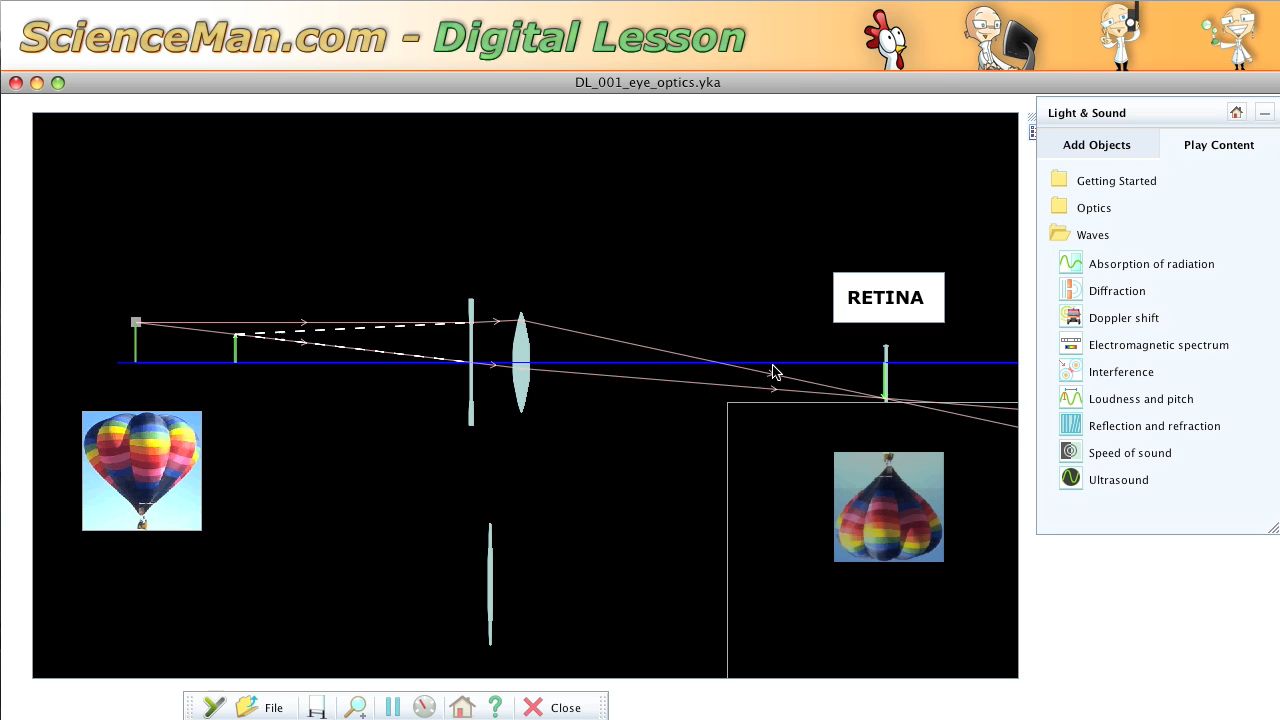 ScienceMan.com - Digital Lesson
DL_001_eye_optics.yka
Light & Sound
Add Objects
Play Content
Getting Started
Optics
Waves
Absorption of radiation
Diffraction
Doppler shift
Electromagnetic spectrum
Interference
Loudness and pitch
Reflection and refraction
Speed of sound
Ultrasound
RETINA
File
?
Close